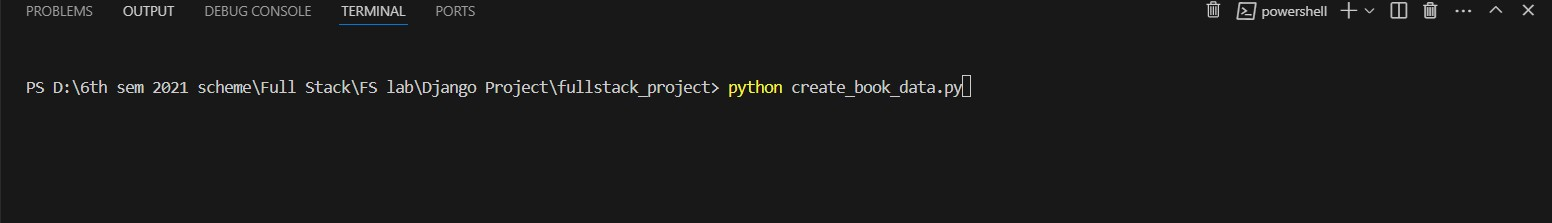 PROBLEMS OUTPUT DEBUG CONSOLE TERMINAL PORTS powershell
PS D:\6th sem 2021 scheme\Full Stack\FS lab\Django Project\fullstack_project> python create_book_data.py